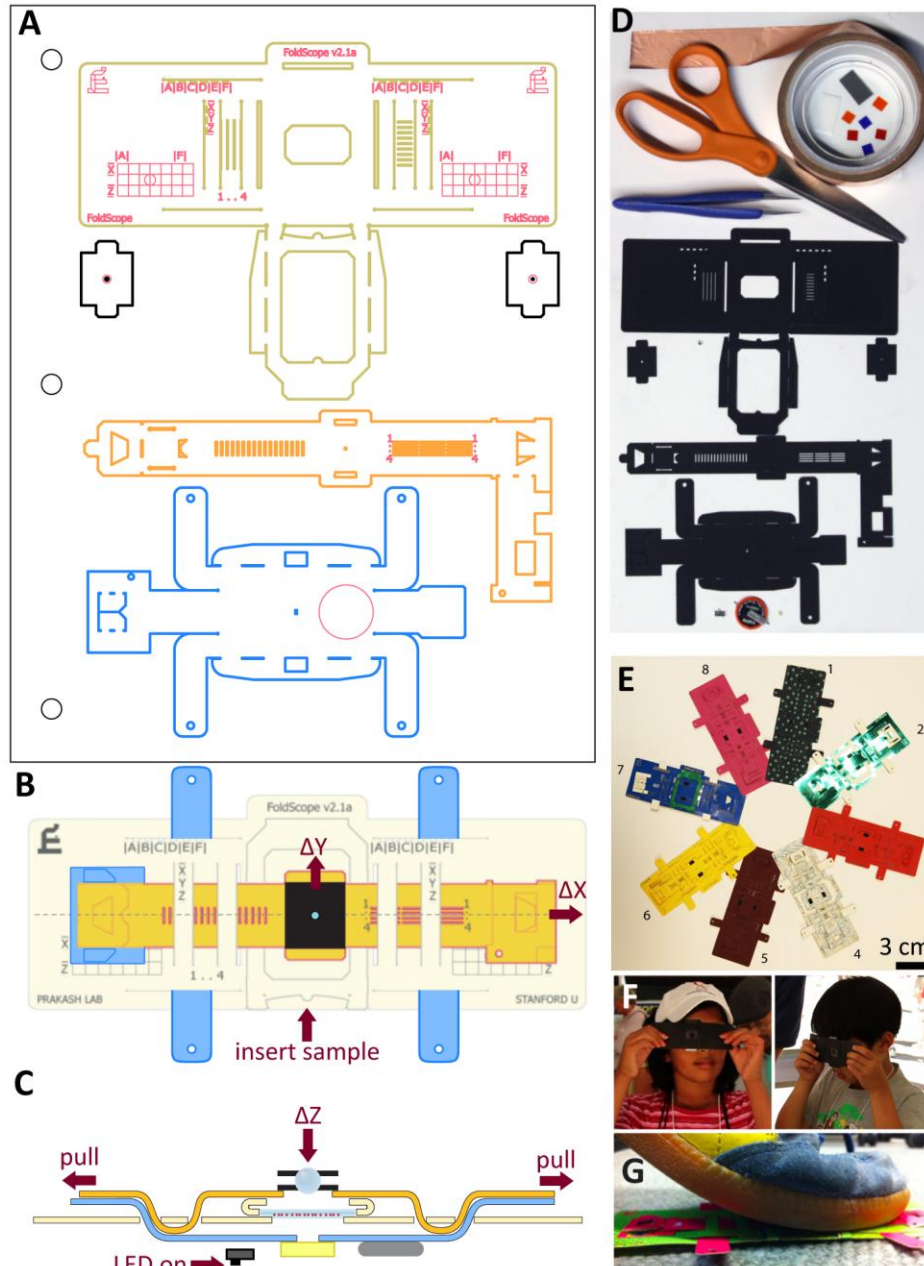 A
FoldScope v2.1a
|A|B|C|D|E|F|
|A|B|C|D|E|F|
X
Y
Z
X
Y
Z
|A| |F|
|A| |F|
X
Z
X
Z
1 . . 4
FoldScope
FoldScope
1
4
1
4
B
FoldScope v2.1a
|A|B|C|D|E|F|
|A|B|C|D|E|F|
ΔY
X
Y
Z
X
Y
Z
ΔX
1
4
1
4
X
Z
Z
1 . . 4
PRAKASH LAB
STANFORD U
insert sample
C
ΔZ
pull
pull
LED on
D
E
8
1
2
7
6
5
4
3 cm
F
G